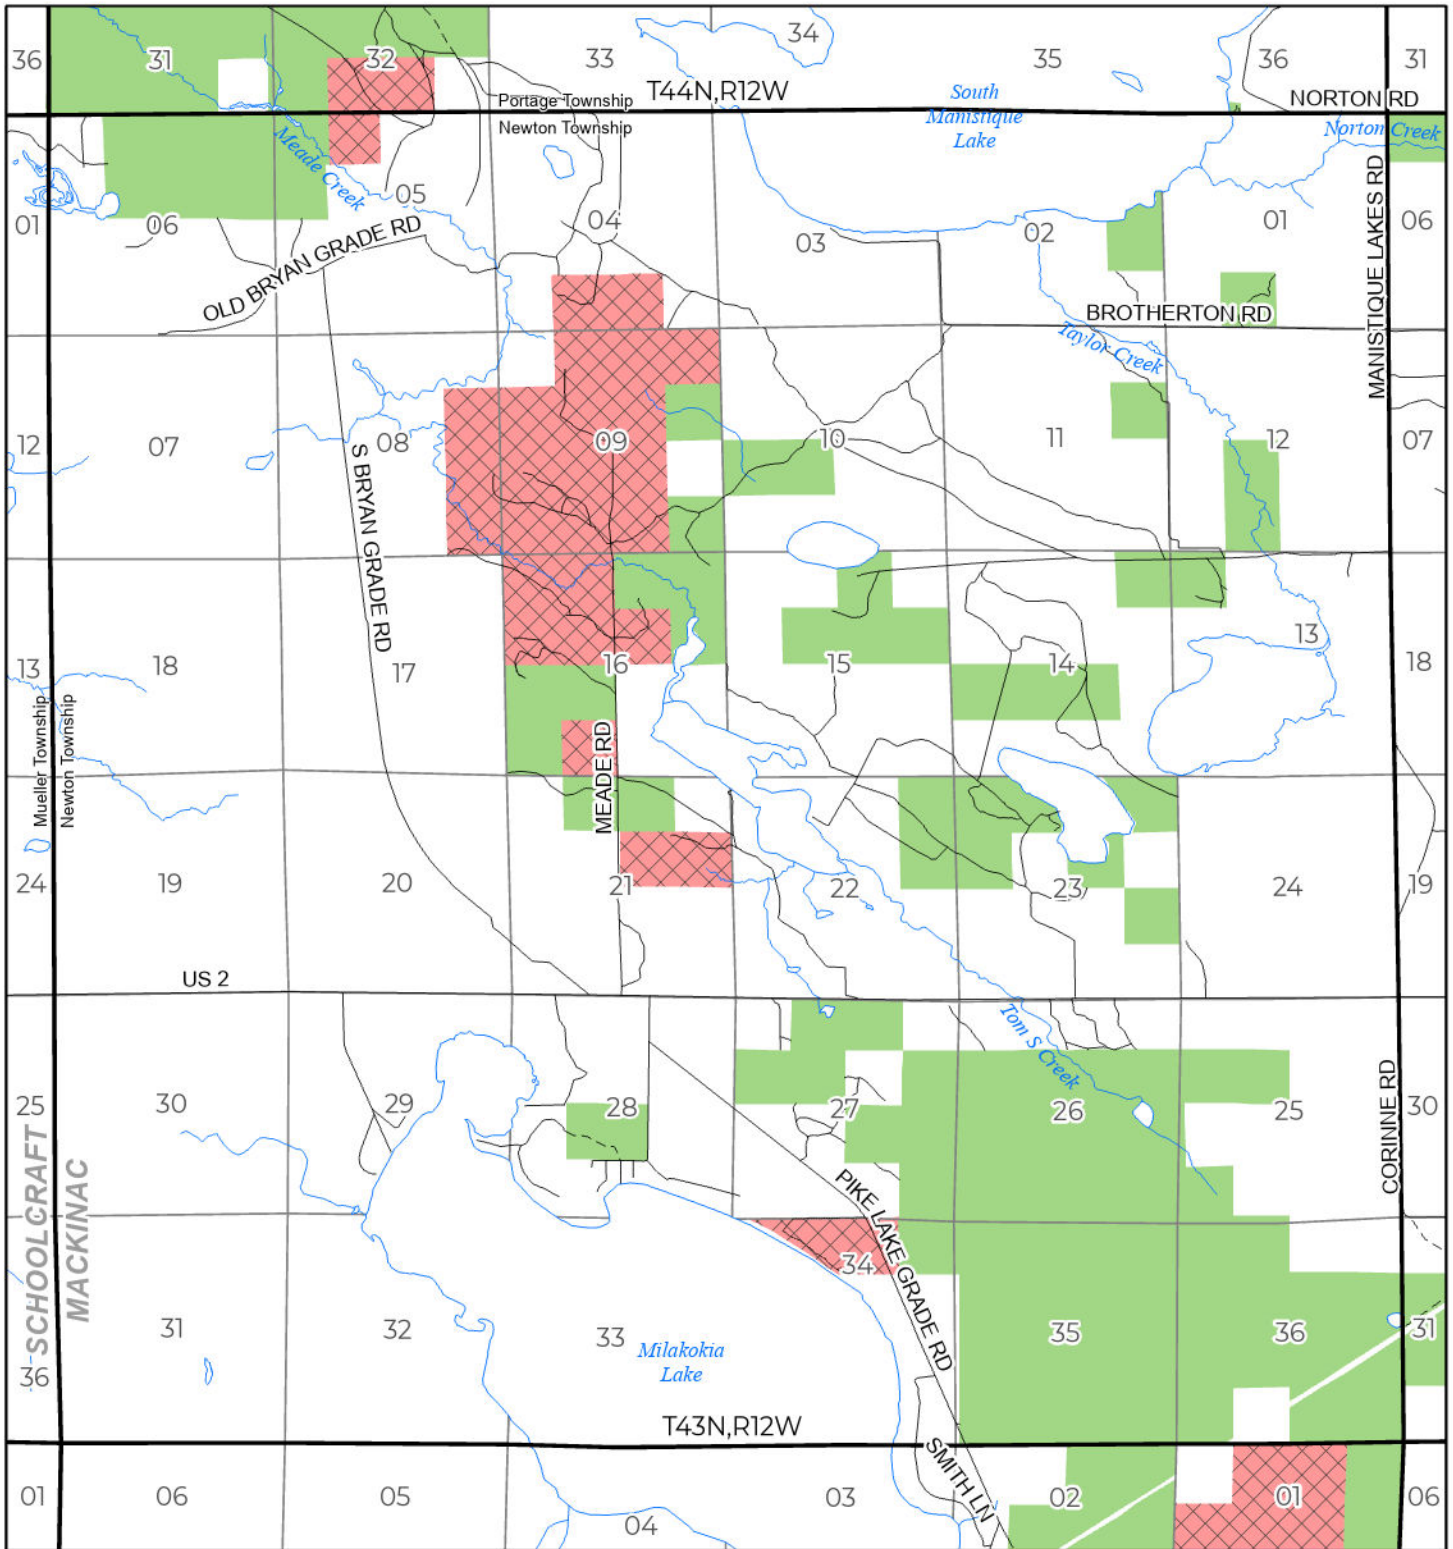 34
36
31
32
33
35
36
31
T44N,R12W
South
Manistique
Lake
Portage Township
Newton Township
NORTON RD
Norton Creek
Meade Creek
MANISTIQUE LAKES RD
01
06
05
04
03
02
01
06
OLD BRYAN GRADE RD
BROTHERTON RD
Taylor Creek
12
07
08
09
10
11
12
07
S BRYAN GRADE RD
13
18
17
16
15
14
13
18
Mueller Township
Newton Township
MEADE RD
24
19
20
21
22
23
24
19
US 2
Tom S Creek
25
30
29
28
27
26
25
30
CORINNE RD
SCHOOLCRAFT
MACKINAC
PIKE LAKE GRADE RD
34
36
31
32
33
35
36
31
Milakokia
Lake
T43N,R12W
SMITH LN
01
06
05
04
03
02
01
06